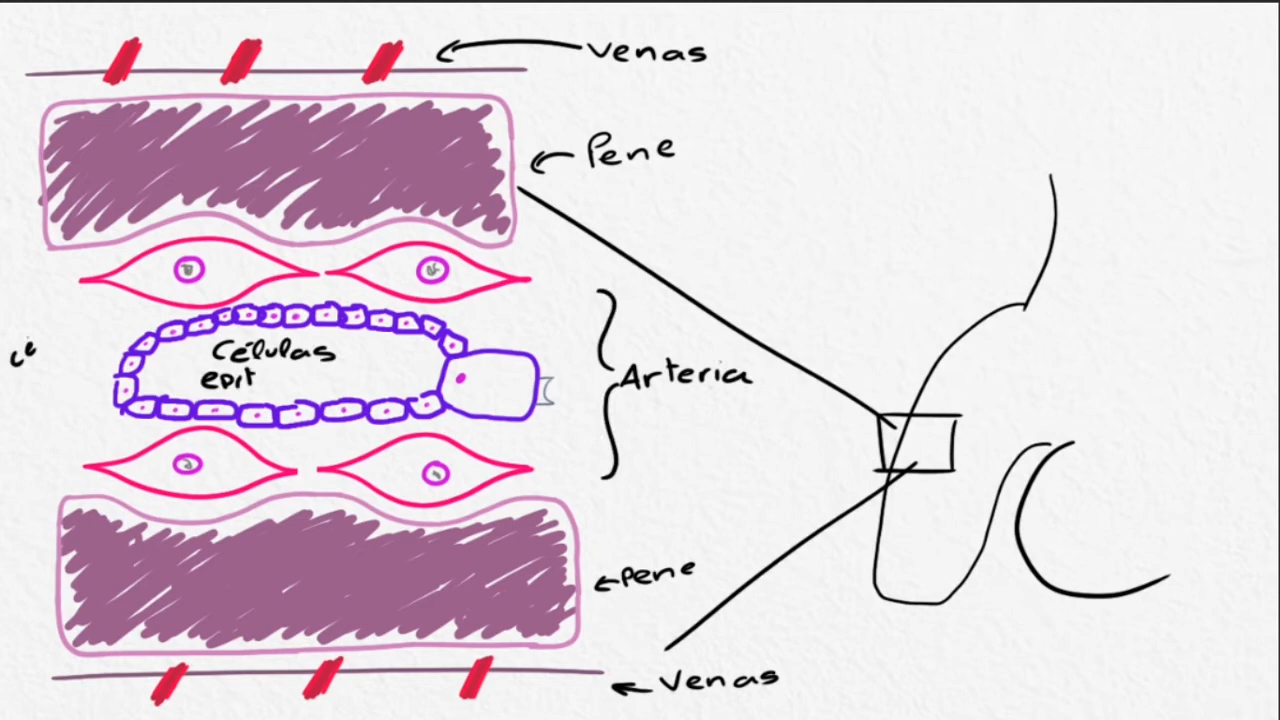 Venas
Pene
Células
epit
Arteria
Pene
Venas